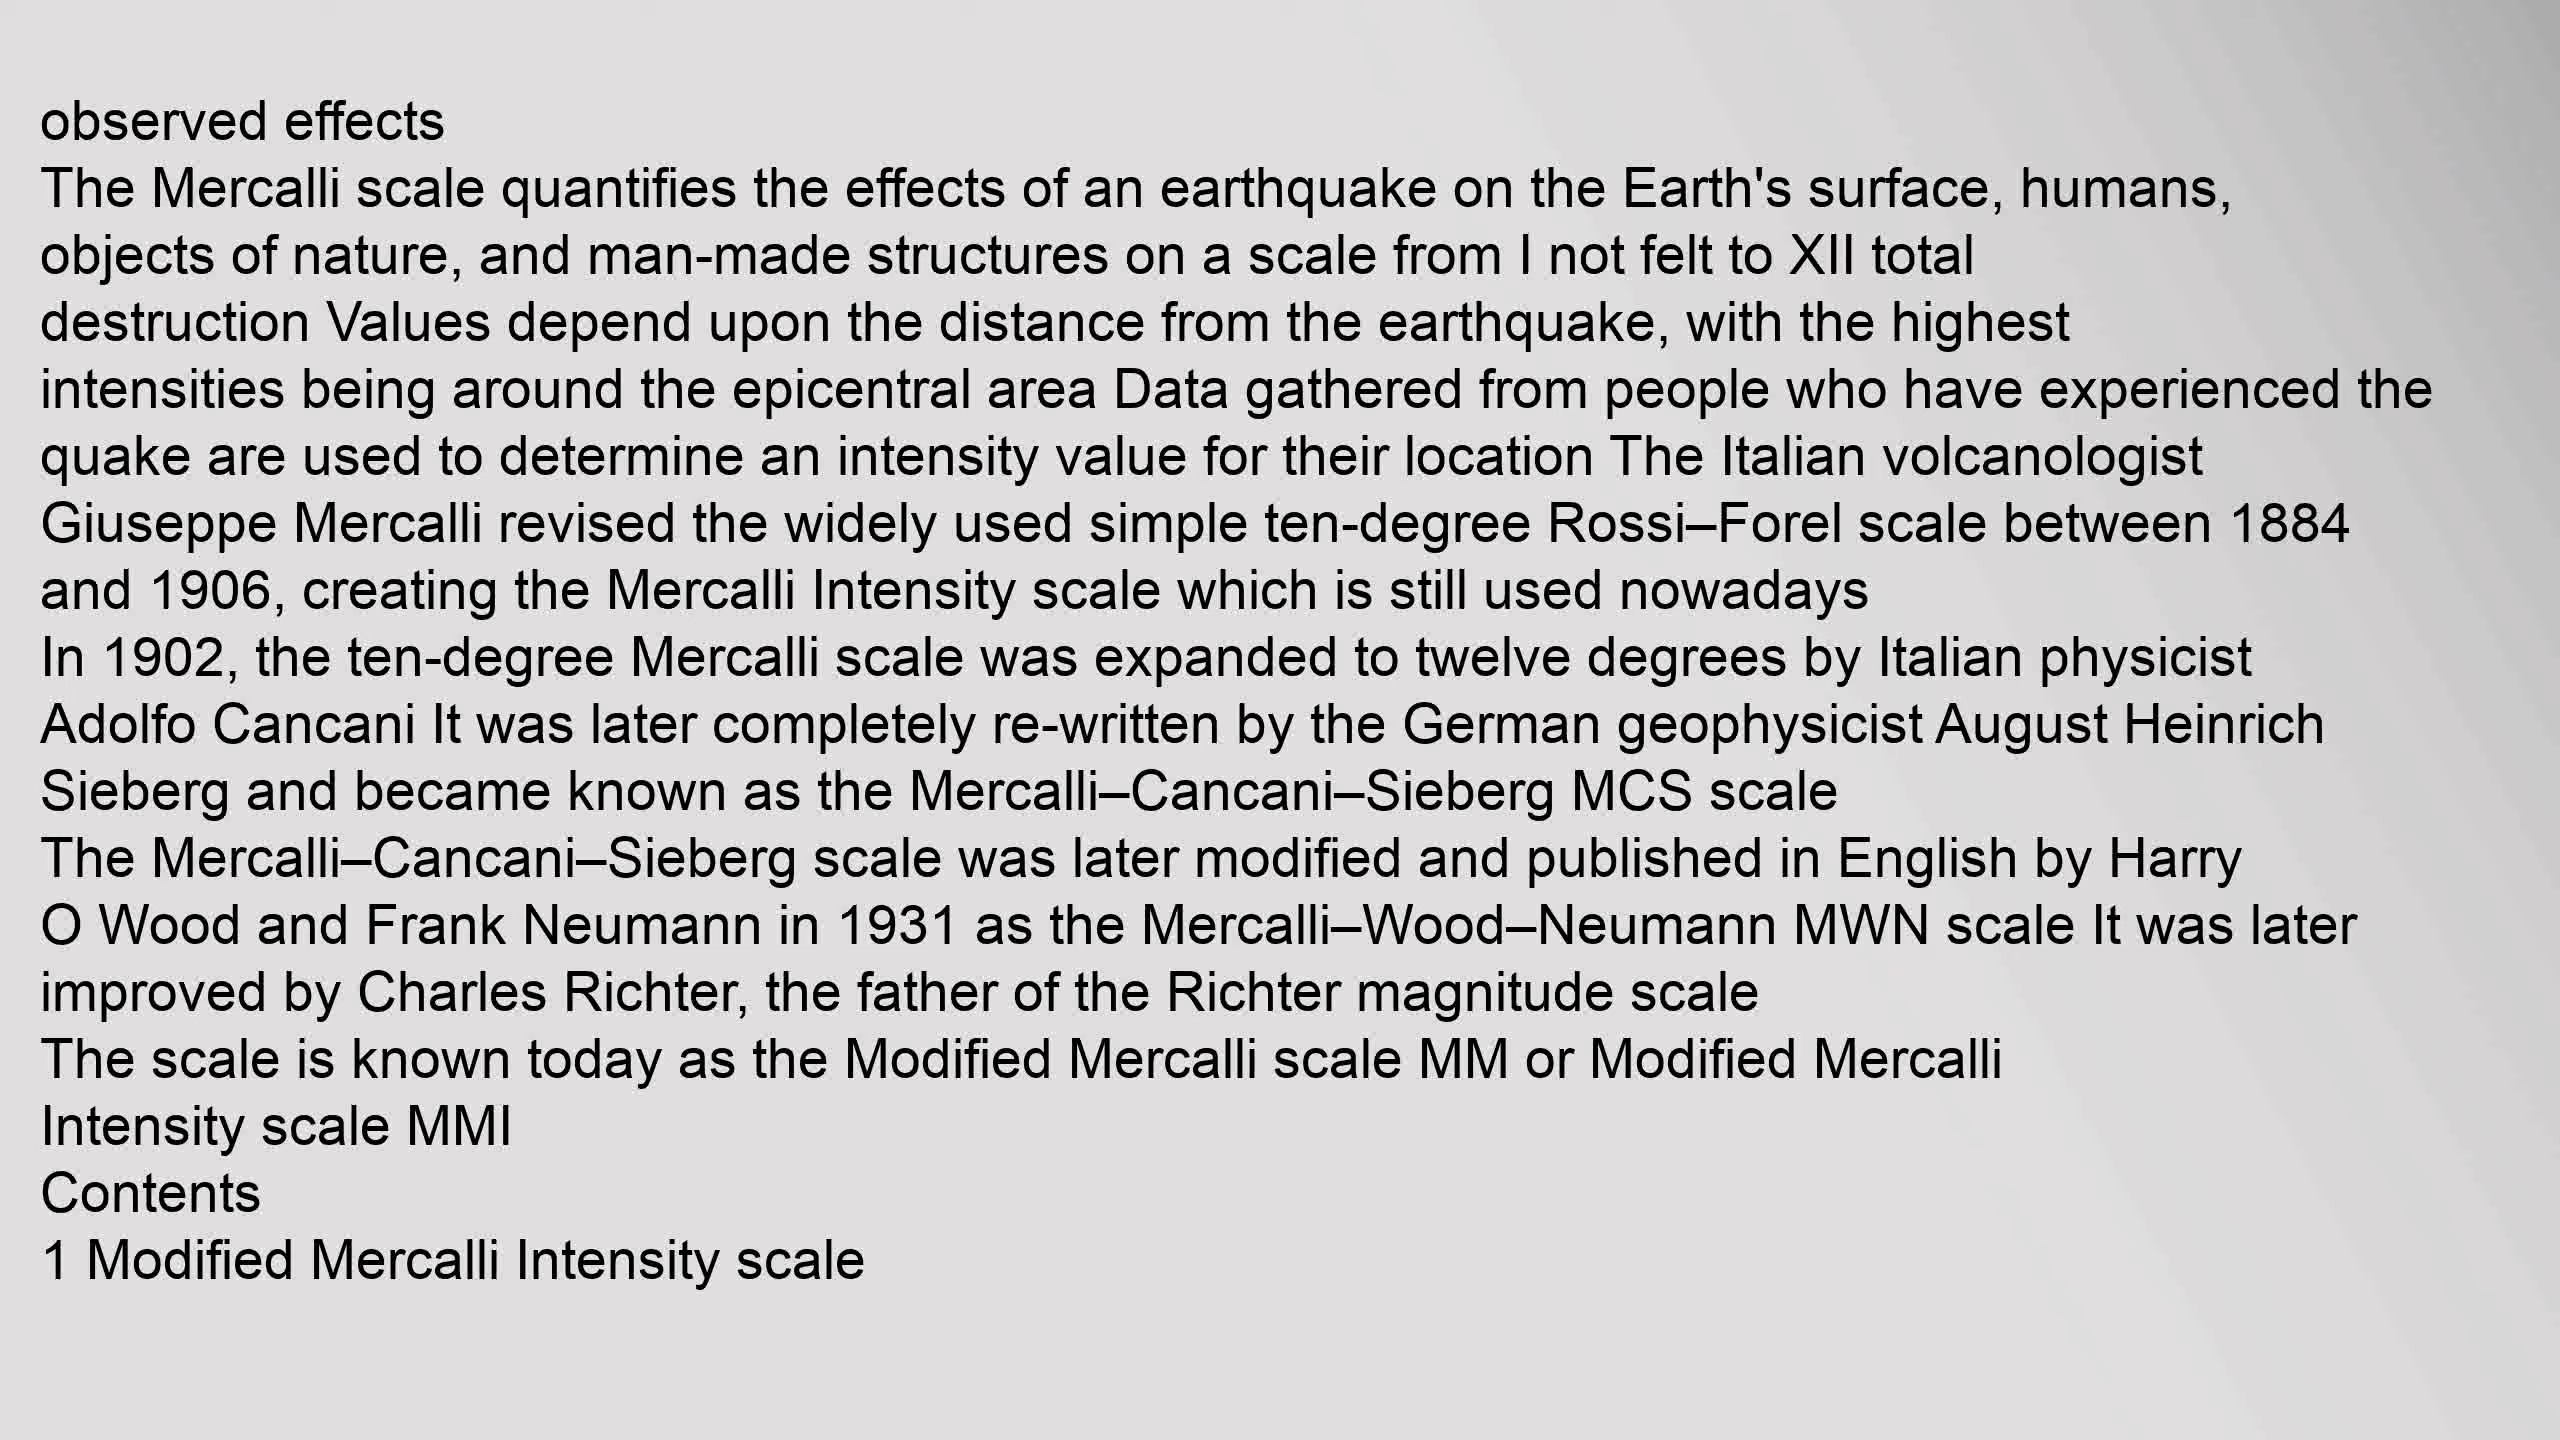 observed effects
The Mercalli scale quantifies the effects of an earthquake on the Earth's surface, humans,
objects of nature, and man-made structures on a scale from I not felt to XII total
destruction Values depend upon the distance from the earthquake, with the highest
intensities being around the epicentral area Data gathered from people who have experienced the
quake are used to determine an intensity value for their location The Italian volcanologist
Giuseppe Mercalli revised the widely used simple ten-degree Rossi–Forel scale between 1884
and 1906, creating the Mercalli Intensity scale which is still used nowadays
In 1902, the ten-degree Mercalli scale was expanded to twelve degrees by Italian physicist
Adolfo Cancani It was later completely re-written by the German geophysicist August Heinrich
Sieberg and became known as the Mercalli–Cancani–Sieberg MCS scale
The Mercalli–Cancani–Sieberg scale was later modified and published in English by Harry
O Wood and Frank Neumann in 1931 as the Mercalli–Wood–Neumann MWN scale It was later
improved by Charles Richter, the father of the Richter magnitude scale
The scale is known today as the Modified Mercalli scale MM or Modified Mercalli
Intensity scale MMI
Contents
1 Modified Mercalli Intensity scale